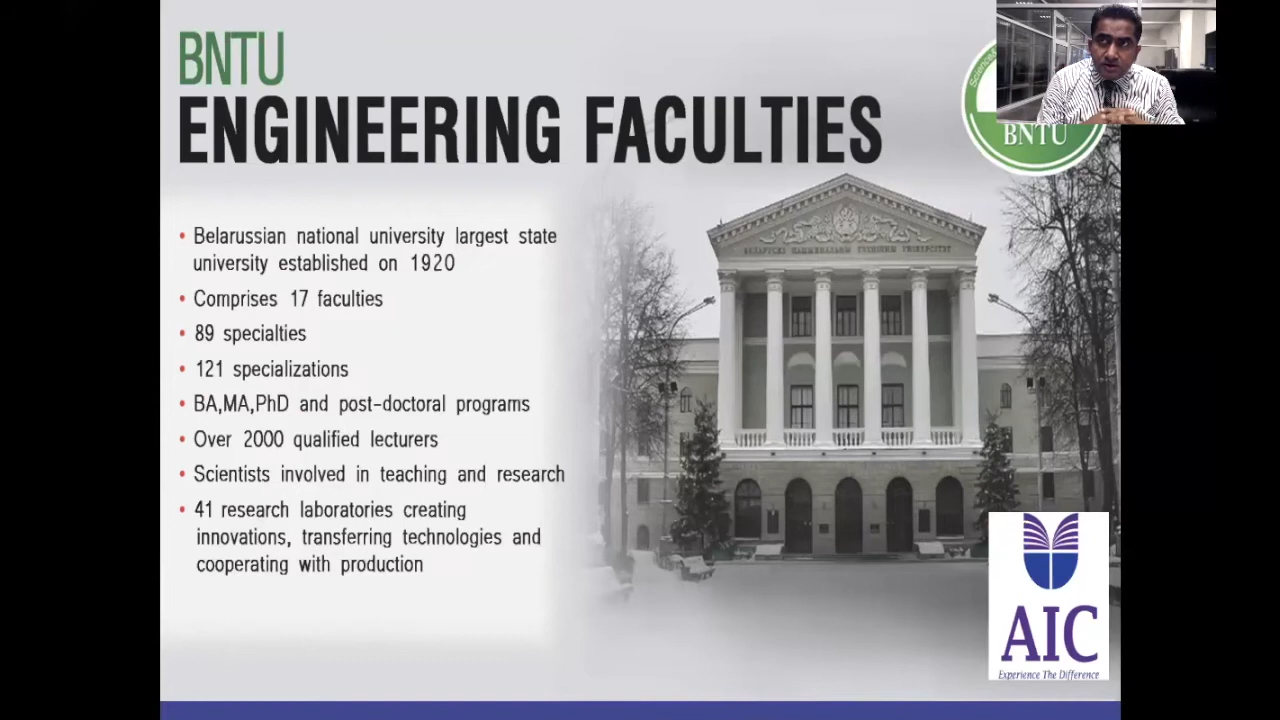 BNTU
ENGINEERING FACULTIES
• Belarussian national university largest state
university established on 1920
• Comprises 17 faculties
• 89 specialties
• 121 specializations
• BA,MA,PhD and post-doctoral programs
• Over 2000 qualified lecturers
• Scientists involved in teaching and research
• 41 research laboratories creating
innovations, transferring technologies and
cooperating with production
BNTU
AIC
Experience The Difference